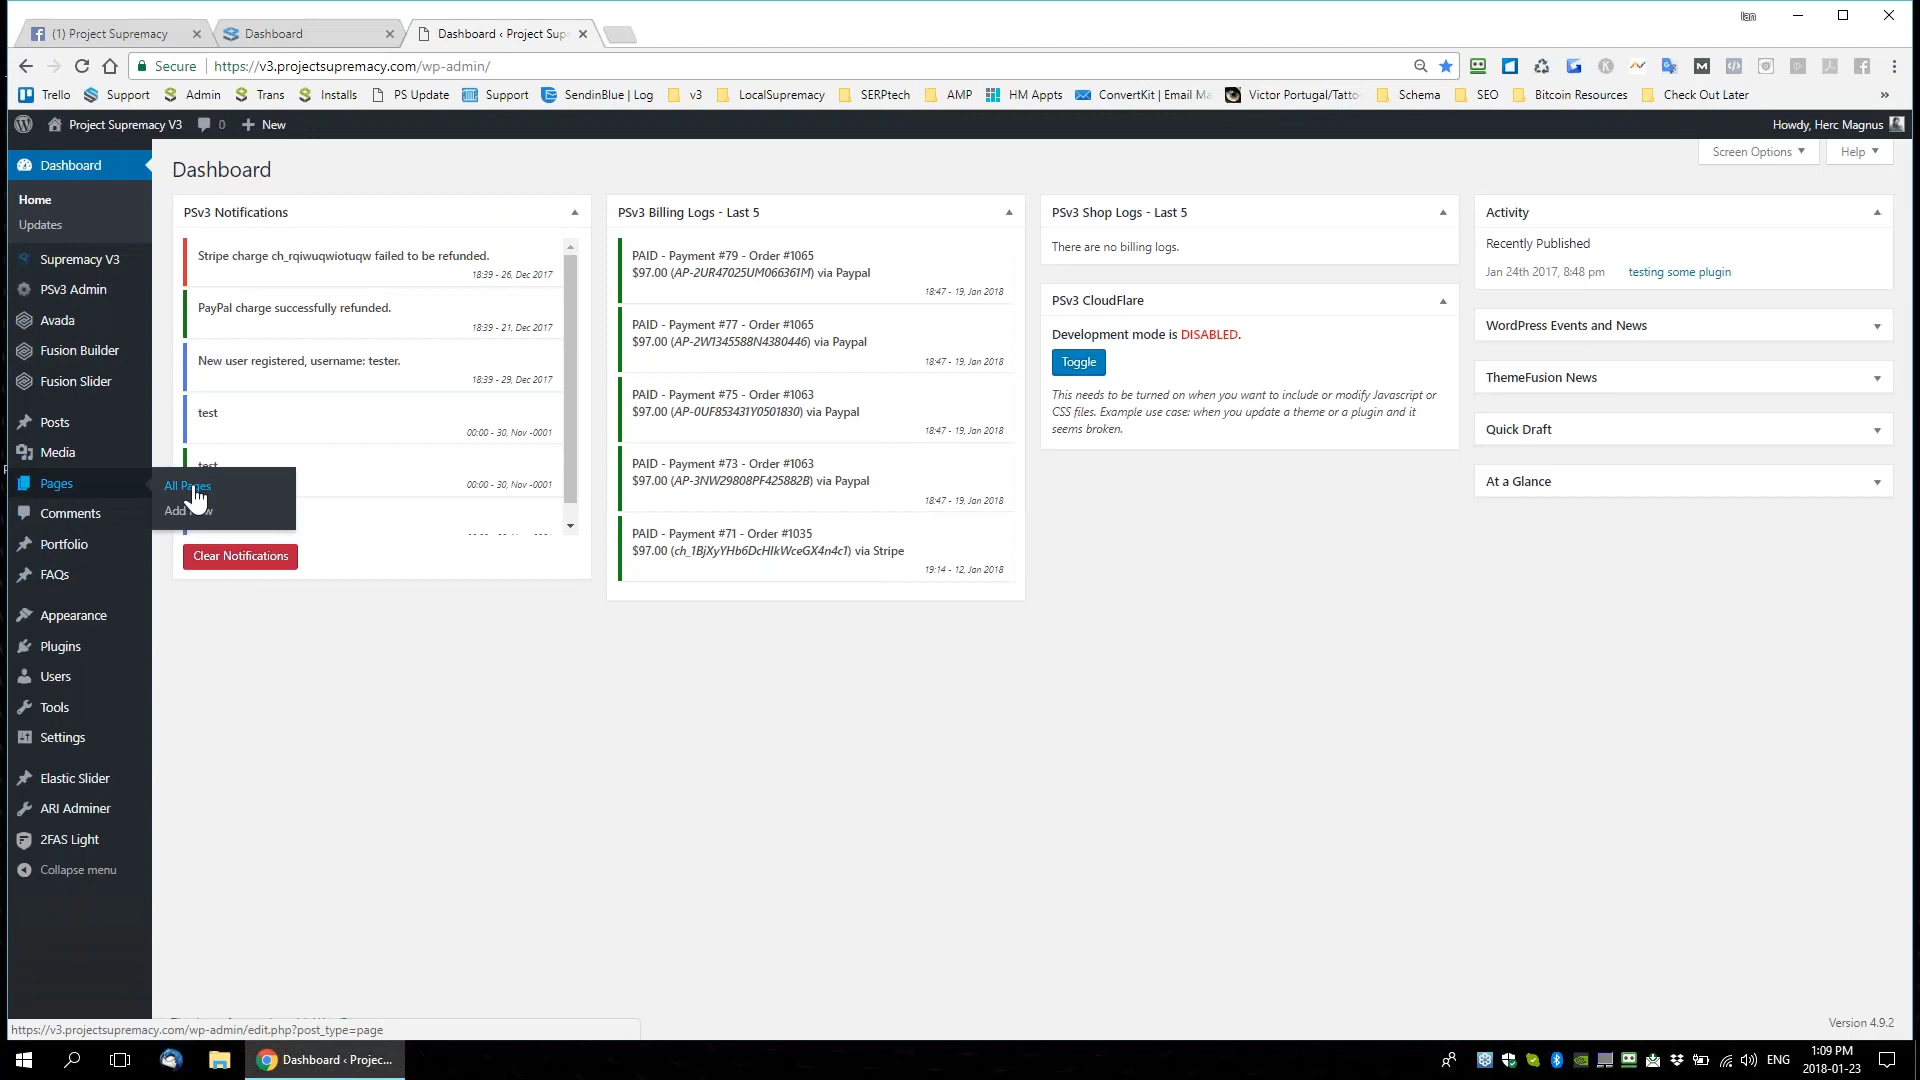 Ian
(1) Project Supremacy
Dashboard
Dashboard ‹ Project Sup
Secure
https://v3.projectsupremacy.com/wp-admin/
Trello
Support
Admin
Trans
Installs
PS Update
Support
SendinBlue | Log
v3
LocalSupremacy
SERPtech
AMP
HM Appts
ConvertKit | Email Ma
Victor Portugal/Tatto
Schema
SEO
Bitcoin Resources
Check Out Later
»
Project Supremacy V3
0
New
Howdy, Herc Magnus
Dashboard
Home
Updates
Supremacy V3
PSv3 Admin
Avada
Fusion Builder
Fusion Slider
Posts
Media
Pages
All Pages
Comments
Portfolio
FAQs
Appearance
Plugins
Users
Tools
Settings
Elastic Slider
ARI Adminer
2FAS Light
Collapse menu
Dashboard
Screen Options
Help
PSv3 Notifications
Stripe charge ch_rqiwuqwiotuqw failed to be refunded.
18:39 - 26, Dec 2017
PayPal charge successfully refunded.
18:39 - 21, Dec 2017
New user registered, username: tester.
18:39 - 29, Dec 2017
test
00:00 - 30, Nov -0001
test
00:00 - 30, Nov -0001
Clear Notifications
PSv3 Billing Logs - Last 5
PAID - Payment #79 - Order #1065
$97.00 (AP-2UR47025UM066361M) via Paypal
18:47 - 19, Jan 2018
PAID - Payment #77 - Order #1065
$97.00 (AP-2W1345588N4380446) via Paypal
18:47 - 19, Jan 2018
PAID - Payment #75 - Order #1063
$97.00 (AP-0UF853431Y0501830) via Paypal
18:47 - 19, Jan 2018
PAID - Payment #73 - Order #1063
$97.00 (AP-3NW29808PF425882B) via Paypal
18:47 - 19, Jan 2018
PAID - Payment #71 - Order #1035
$97.00 (ch_1BjXyYHb6DcHIkWceGX4n4c1) via Stripe
19:14 - 12, Jan 2018
PSv3 Shop Logs - Last 5
There are no billing logs.
PSv3 CloudFlare
Development mode is DISABLED.
Toggle
This needs to be turned on when you want to include or modify Javascript or
CSS files. Example use case: when you update a theme or a plugin and it
seems broken.
Activity
Recently Published
Jan 24th 2017, 8:48 pm
testing some plugin
WordPress Events and News
ThemeFusion News
Quick Draft
At a Glance
https://v3.projectsupremacy.com/wp-admin/edit.php?post_type=page
Version 4.9.2
Dashboard ‹ Projec...
ENG
1:09 PM
2018-01-23